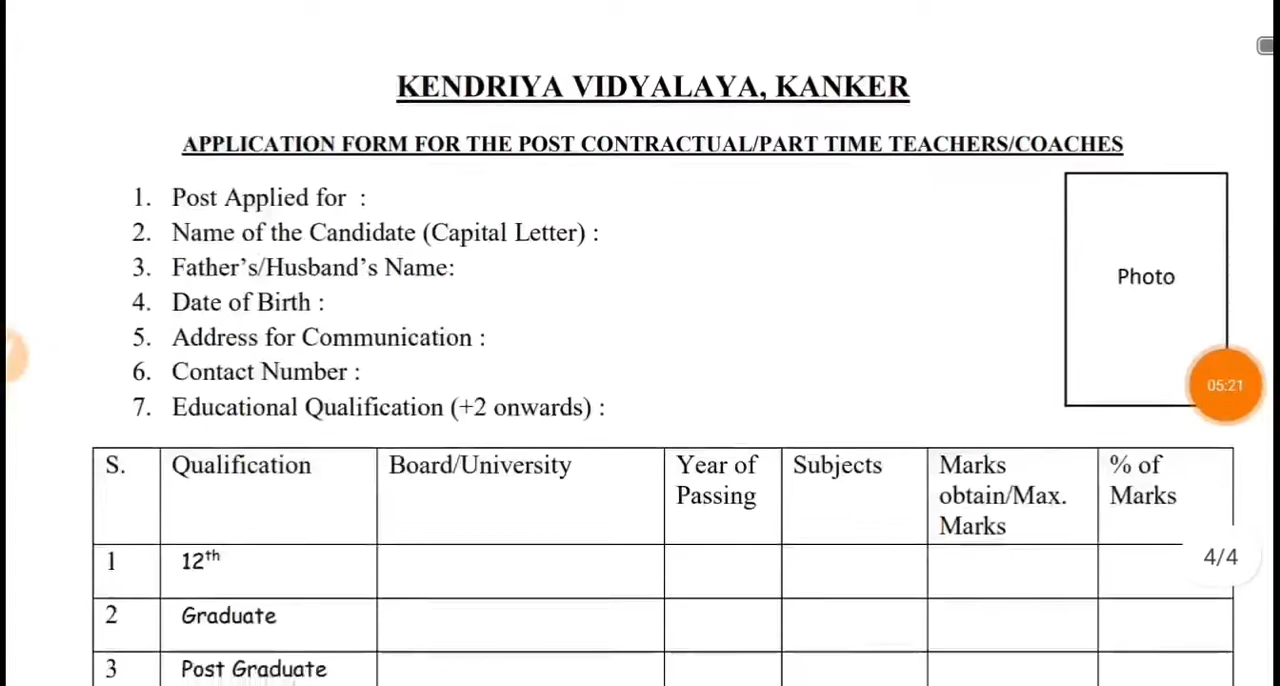 KENDRIYA VIDYALAYA, KANKER
APPLICATION FORM FOR THE POST CONTRACTUAL/PART TIME TEACHERS/COACHES
1. Post Applied for :
2. Name of the Candidate (Capital Letter) :
3. Father's/Husband's Name:
4. Date of Birth :
5. Address for Communication :
6. Contact Number :
7. Educational Qualification (+2 onwards) :
Photo
05:21
S. Qualification Board/University Year of Passing Subjects Marks obtain/Max. Marks % of Marks
1 12th
4/4
2 Graduate
3 Post Graduate